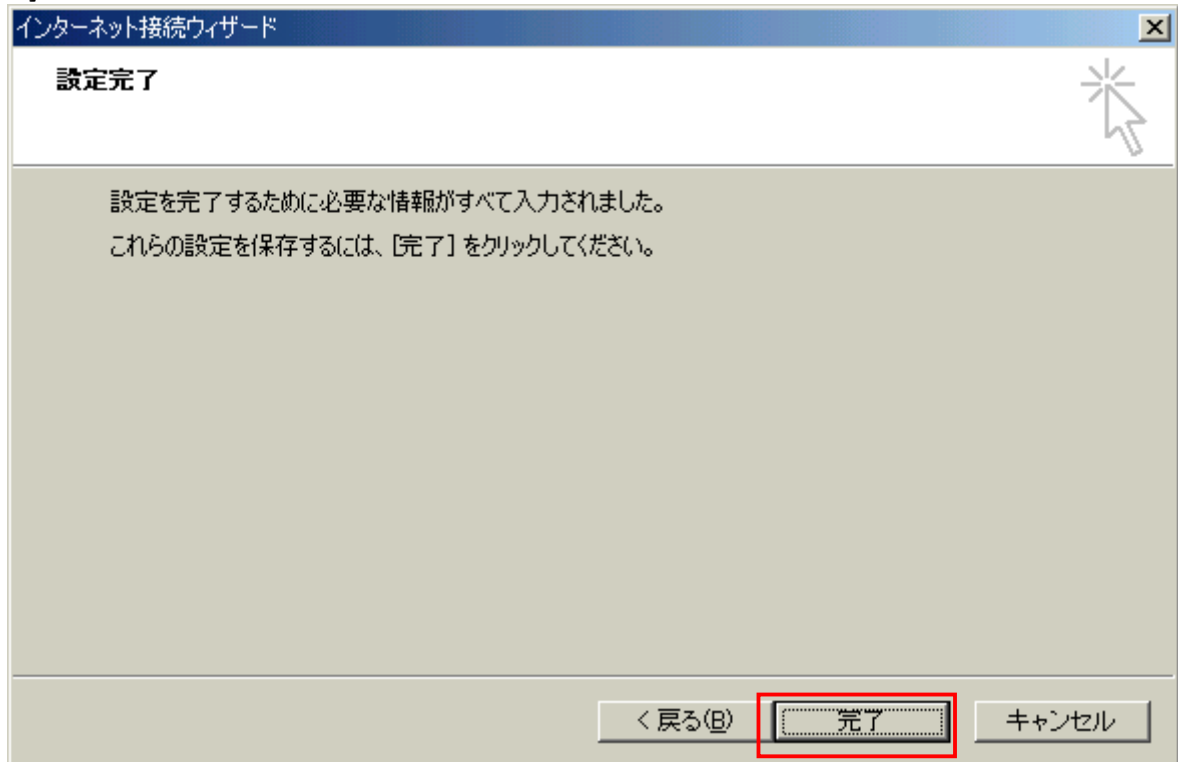 インターネット接続ウィザード
設定完了
設定を完了するために必要な情報がすべて入力されました。
これらの設定を保存するには、[完了] をクリックしてください。
< 戻る(B)
完了
キャンセル